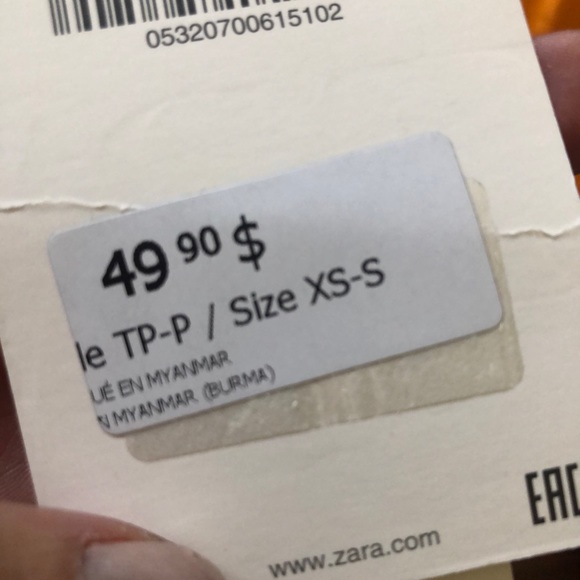 05320700615102
49 90 $
le TP-P / Size XS-S
UÉ EN MYANMAR
N MYANMAR (BURMA)
EAC
www.zara.com